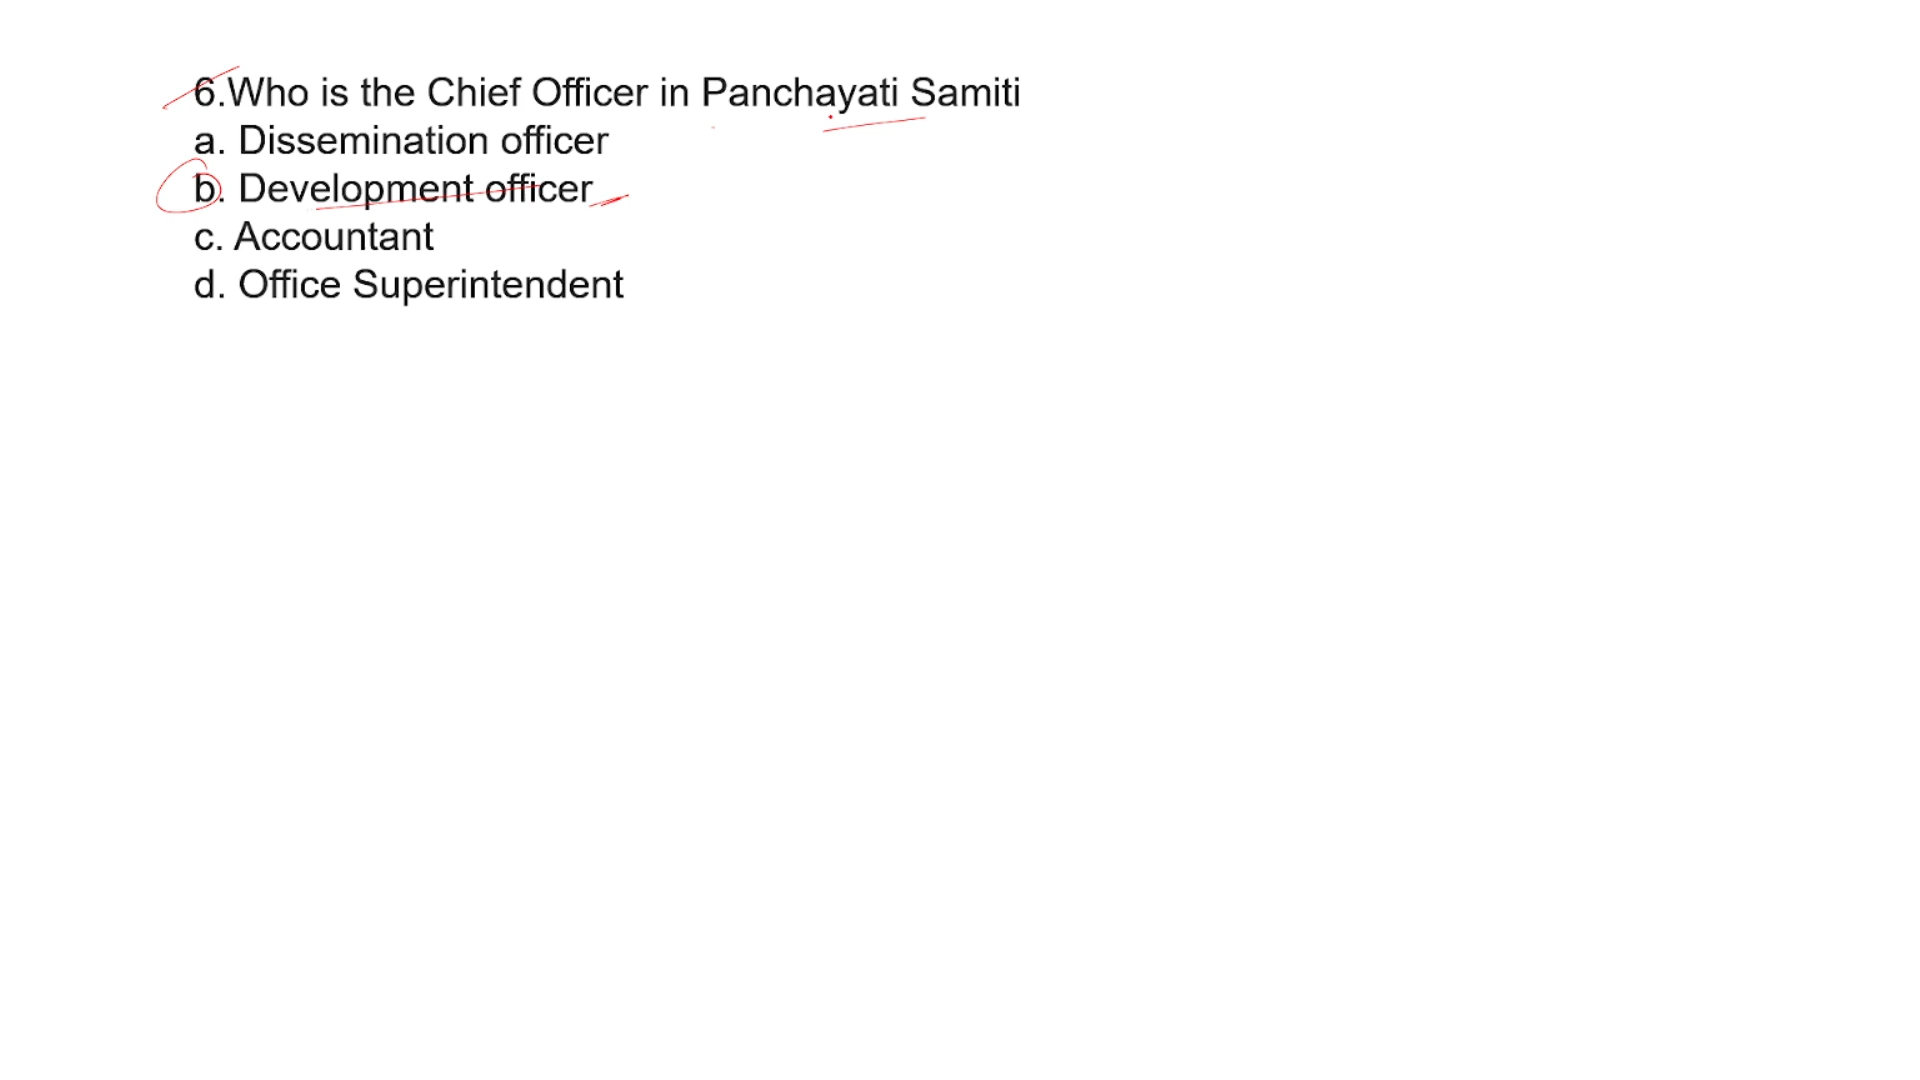 6.Who is the Chief Officer in Panchayati Samiti
a. Dissemination officer
b. Development officer
c. Accountant
d. Office Superintendent